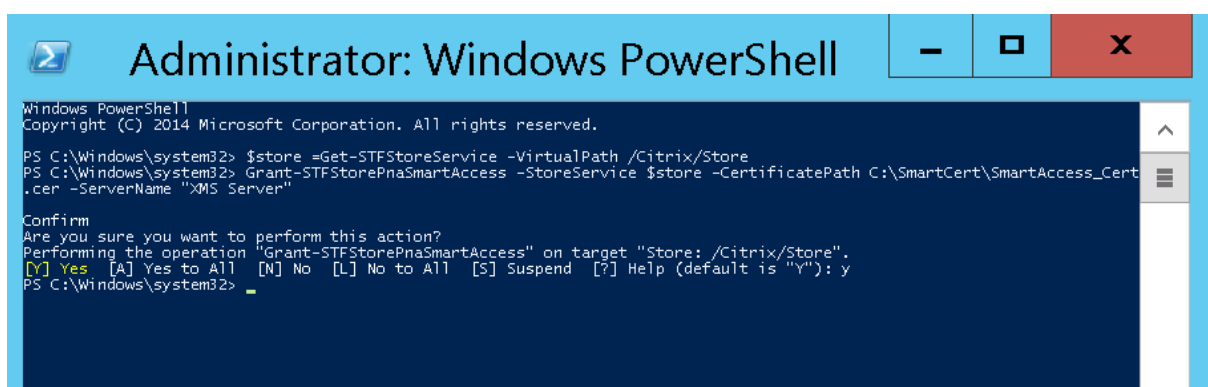 Administrator: Windows PowerShell
Windows PowerShell
Copyright (C) 2014 Microsoft Corporation. All rights reserved.
PS C:\Windows\system32> $store =Get-STFStoreService -VirtualPath /Citrix/Store
PS C:\Windows\system32> Grant-STFStorePnaSmartAccess -StoreService $store -CertificatePath C:\SmartCert\SmartAccess_Cert
.cer -ServerName "XMS Server"
Confirm
Are you sure you want to perform this action?
Performing the operation "Grant-STFStorePnaSmartAccess" on target "Store: /Citrix/Store".
[Y] Yes  [A] Yes to All  [N] No  [L] No to All  [S] Suspend  [?] Help (default is "Y"): y
PS C:\Windows\system32>